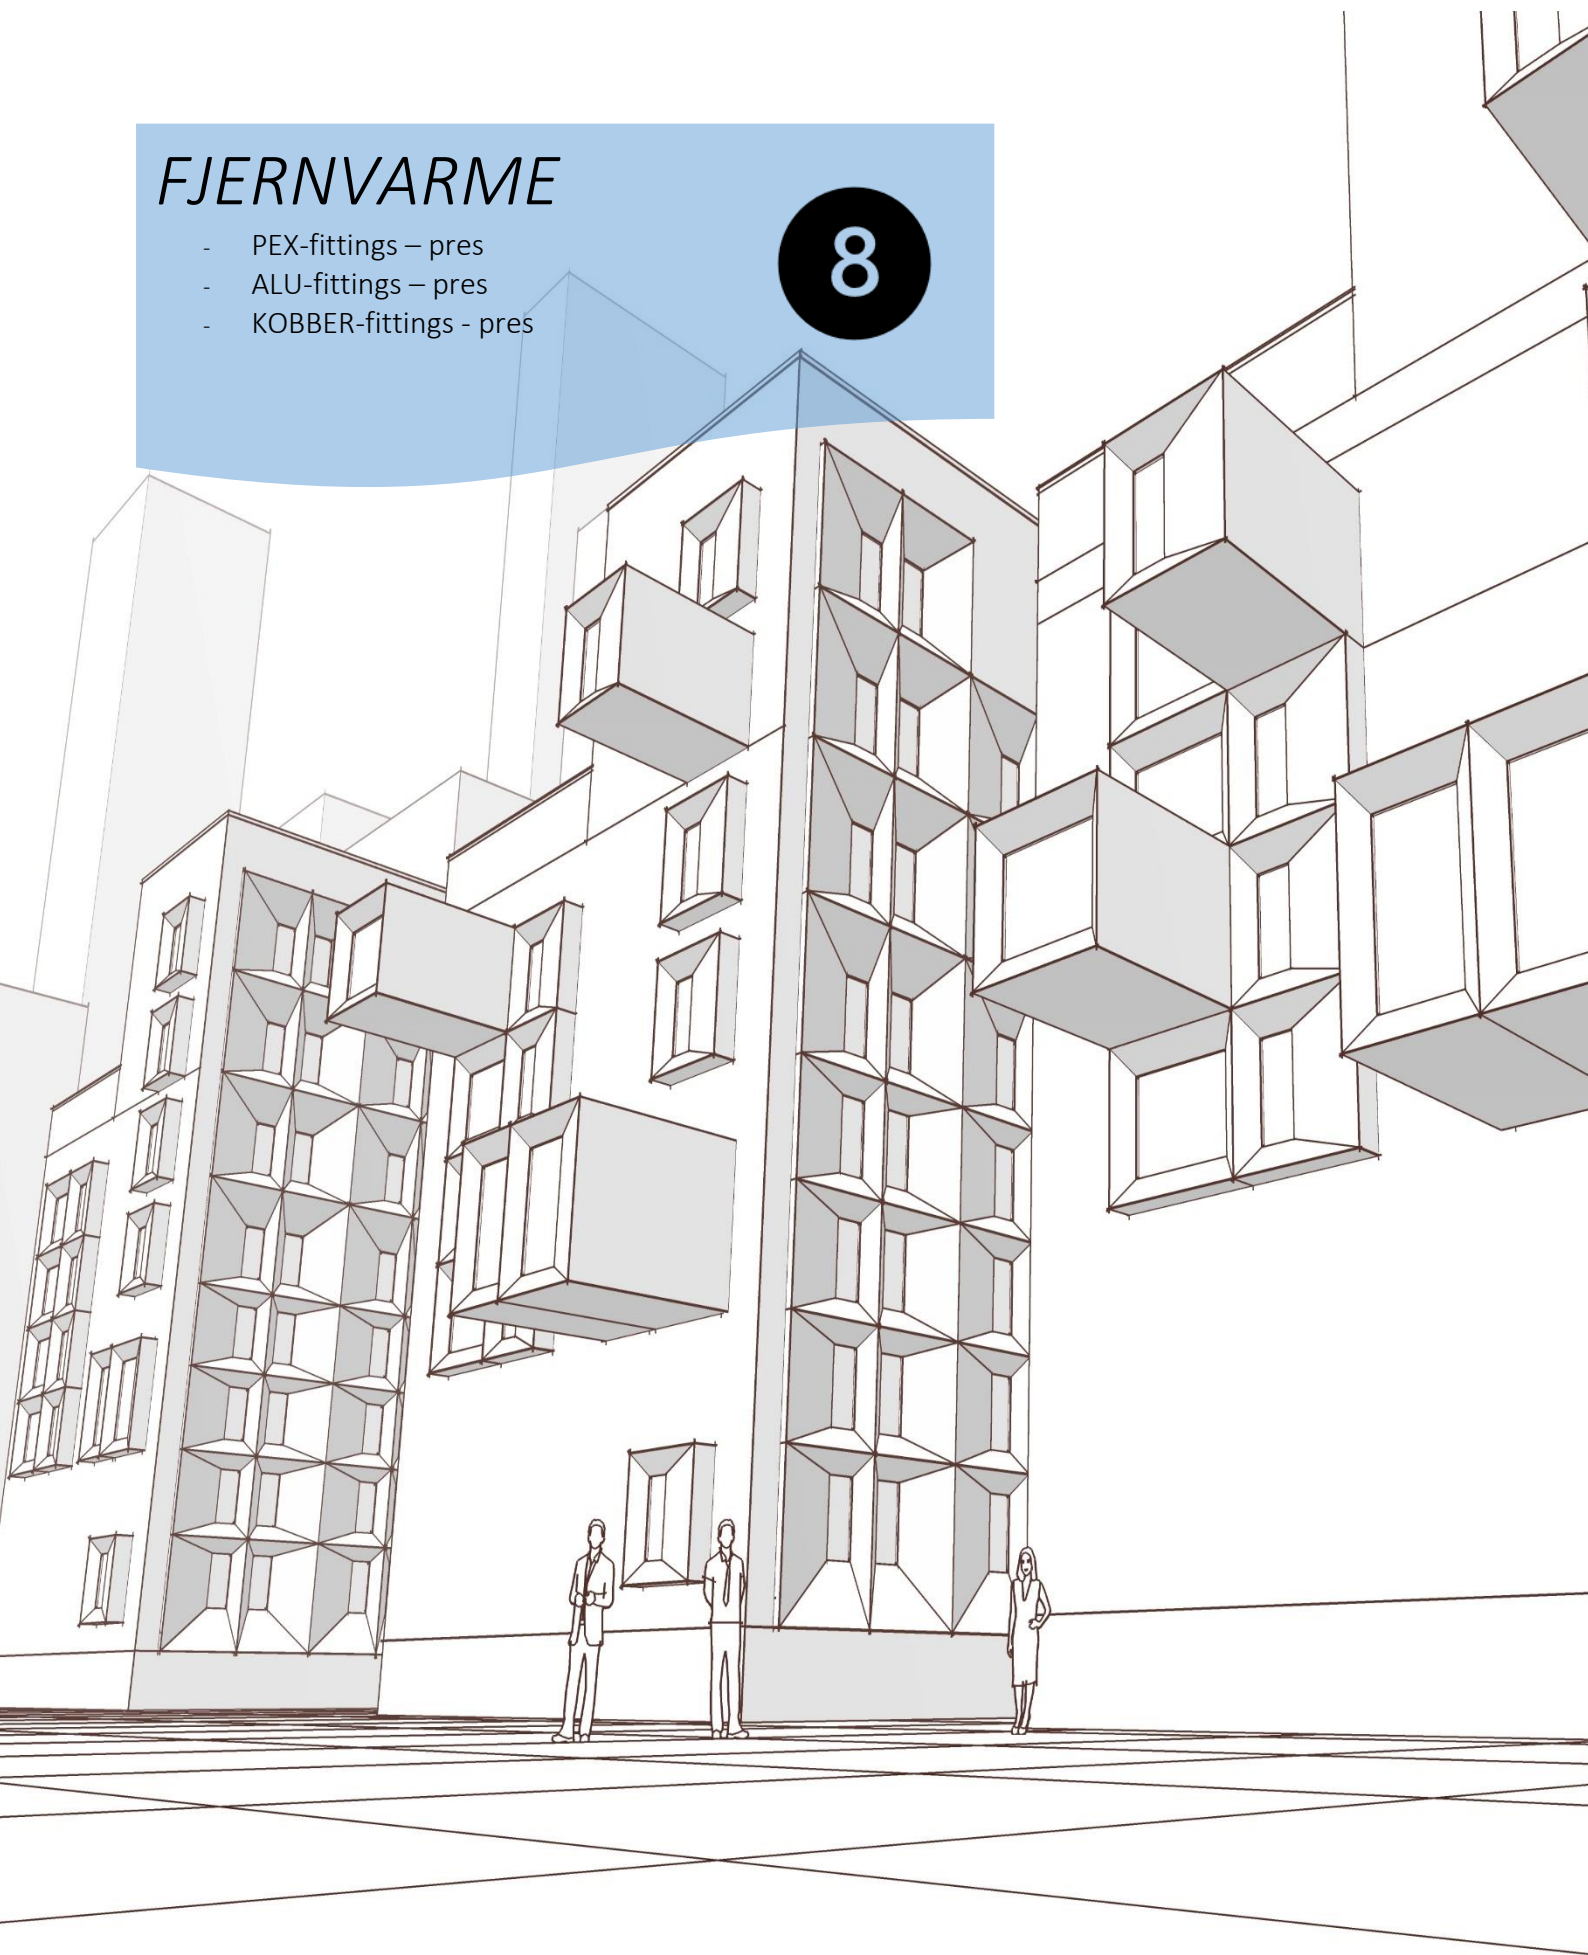 FJERNVARME
- PEX-fittings – pres
- ALU-fittings – pres
- KOBBER-fittings - pres
8